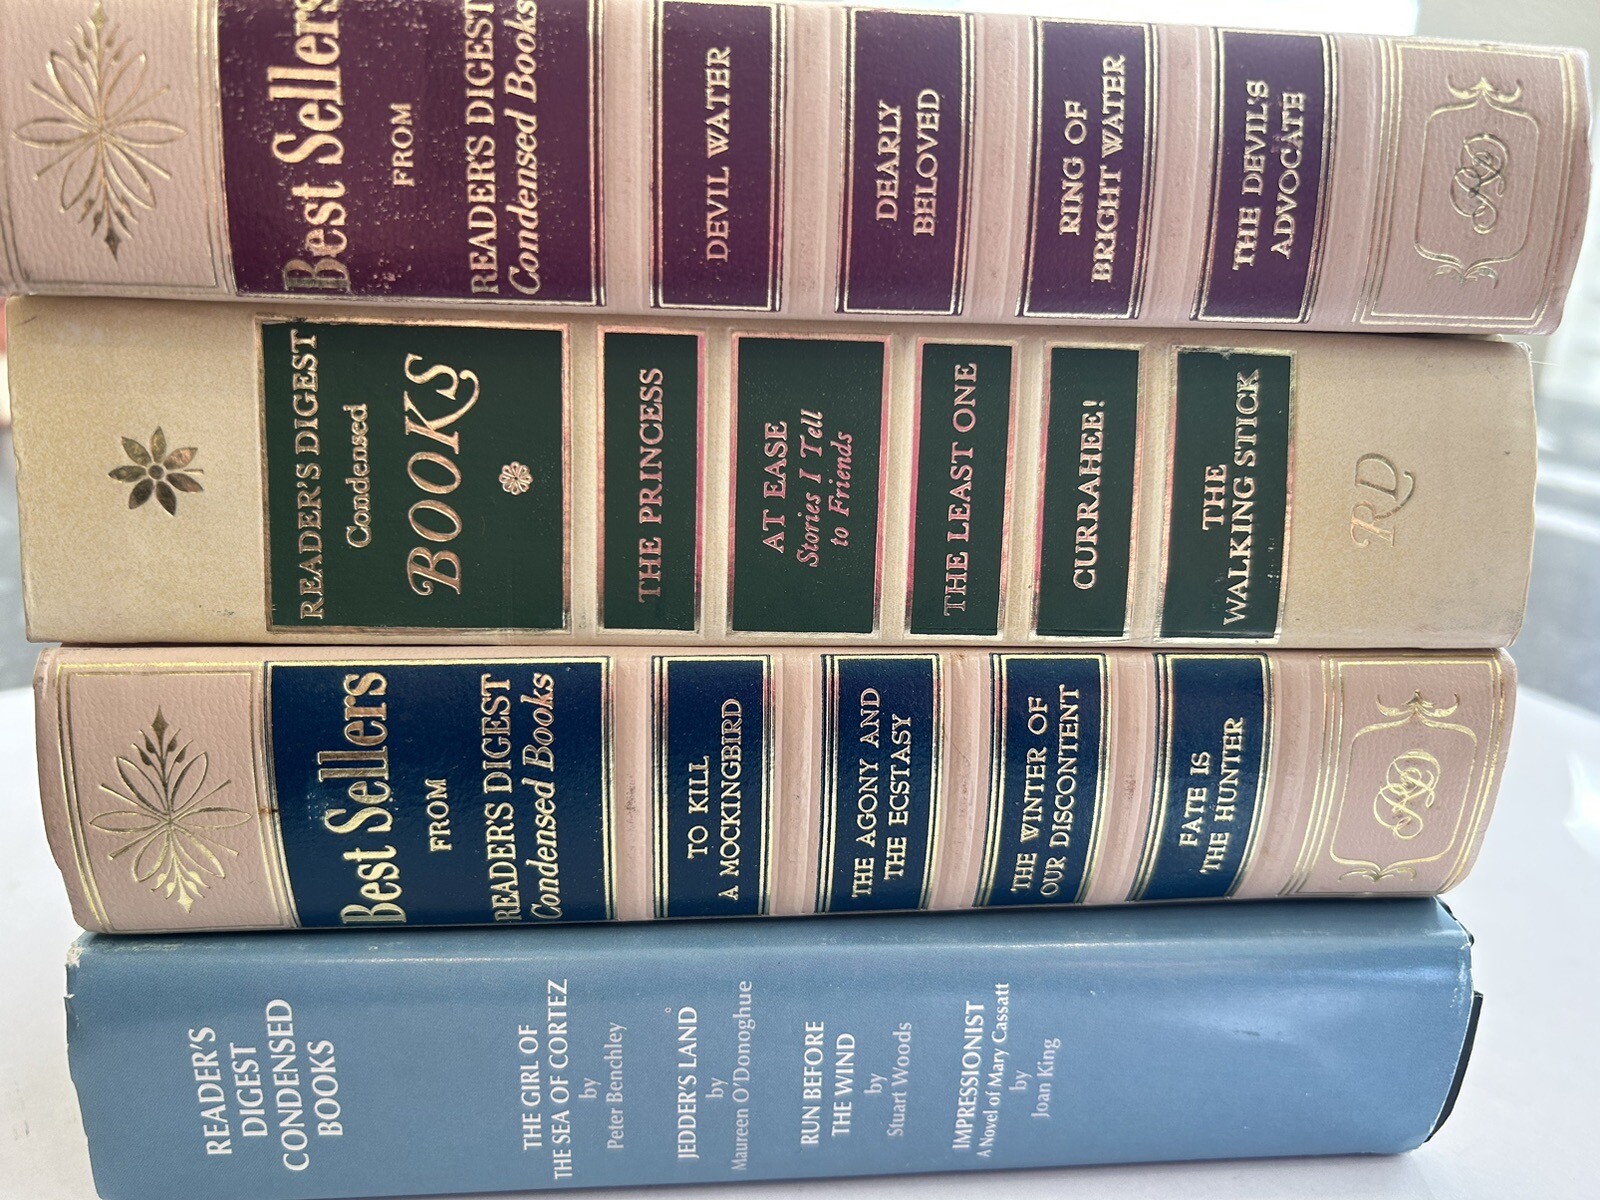 Best Sellers
FROM
READER'S DIGEST
Condensed Books
DEVIL WATER
DEARLY
BELOVED
RING OF
BRIGHT WATER
THE DEVIL'S
ADVOCATE
READER'S DIGEST
Condensed
BOOKS
THE PRINCESS
AT EASE
Stories I Tell
to Friends
THE LEAST ONE
CURRAHEE!
THE
WALKING STICK
RD
Best Sellers
FROM
READER'S DIGEST
Condensed Books
TO KILL
A MOCKINGBIRD
THE AGONY AND
THE ECSTASY
THE WINTER OF
OUR DISCONTENT
FATE IS
THE HUNTER
READER'S
DIGEST
CONDENSED
BOOKS
THE GIRL OF
THE SEA OF CORTEZ
by
Peter Benchley
JEDDER'S LAND
by
Maureen O'Donoghue
RUN BEFORE
THE WIND
by
Stuart Woods
IMPRESSIONIST
A Novel of Mary Cassatt
by
Joan King